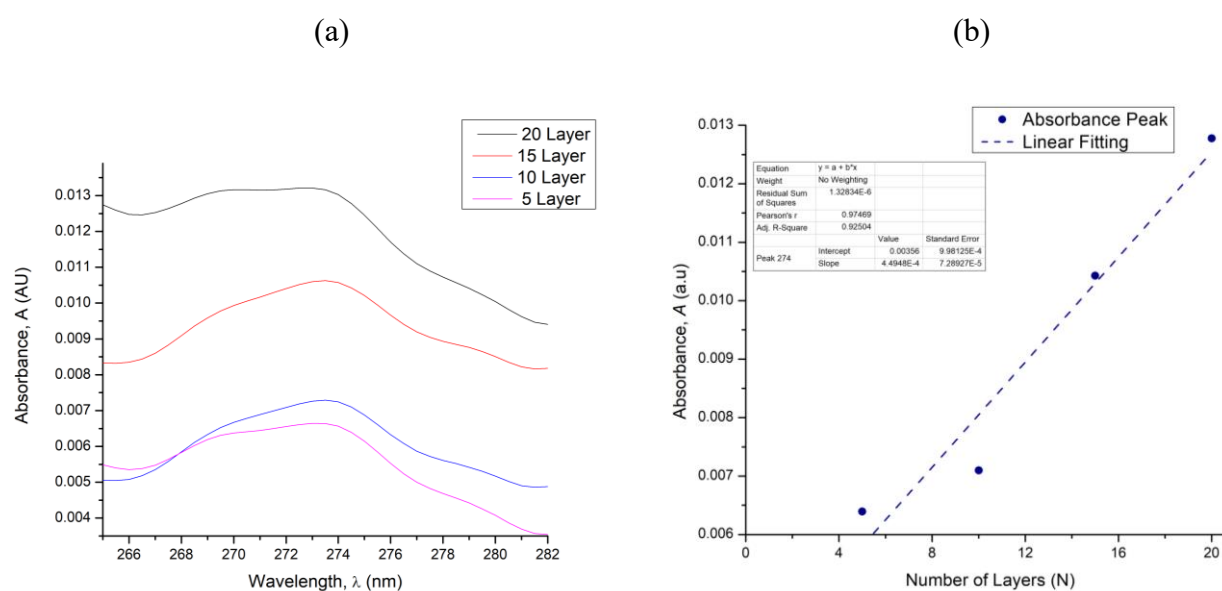 (a)
(b)
20 Layer
15 Layer
10 Layer
5 Layer
0.013
0.012
0.011
0.010
0.009
0.008
0.007
0.006
0.005
0.004
Absorbance, A (AU)
266 268 270 272 274 276 278 280 282
Wavelength, λ (nm)
Absorbance Peak
Linear Fitting
Equation y = a + b*x
Weight No Weighting
Residual Sum of Squares 1.32834E-6
Pearson's r 0.97469
Adj. R-Square 0.92504
Value Standard Error
Peak 274 Intercept 0.00356 9.98125E-4
Slope 4.4948E-4 7.28927E-5
0.013
0.012
0.011
0.010
0.009
0.008
0.007
0.006
Absorbance, A (a.u)
0 4 8 12 16 20
Number of Layers (N)